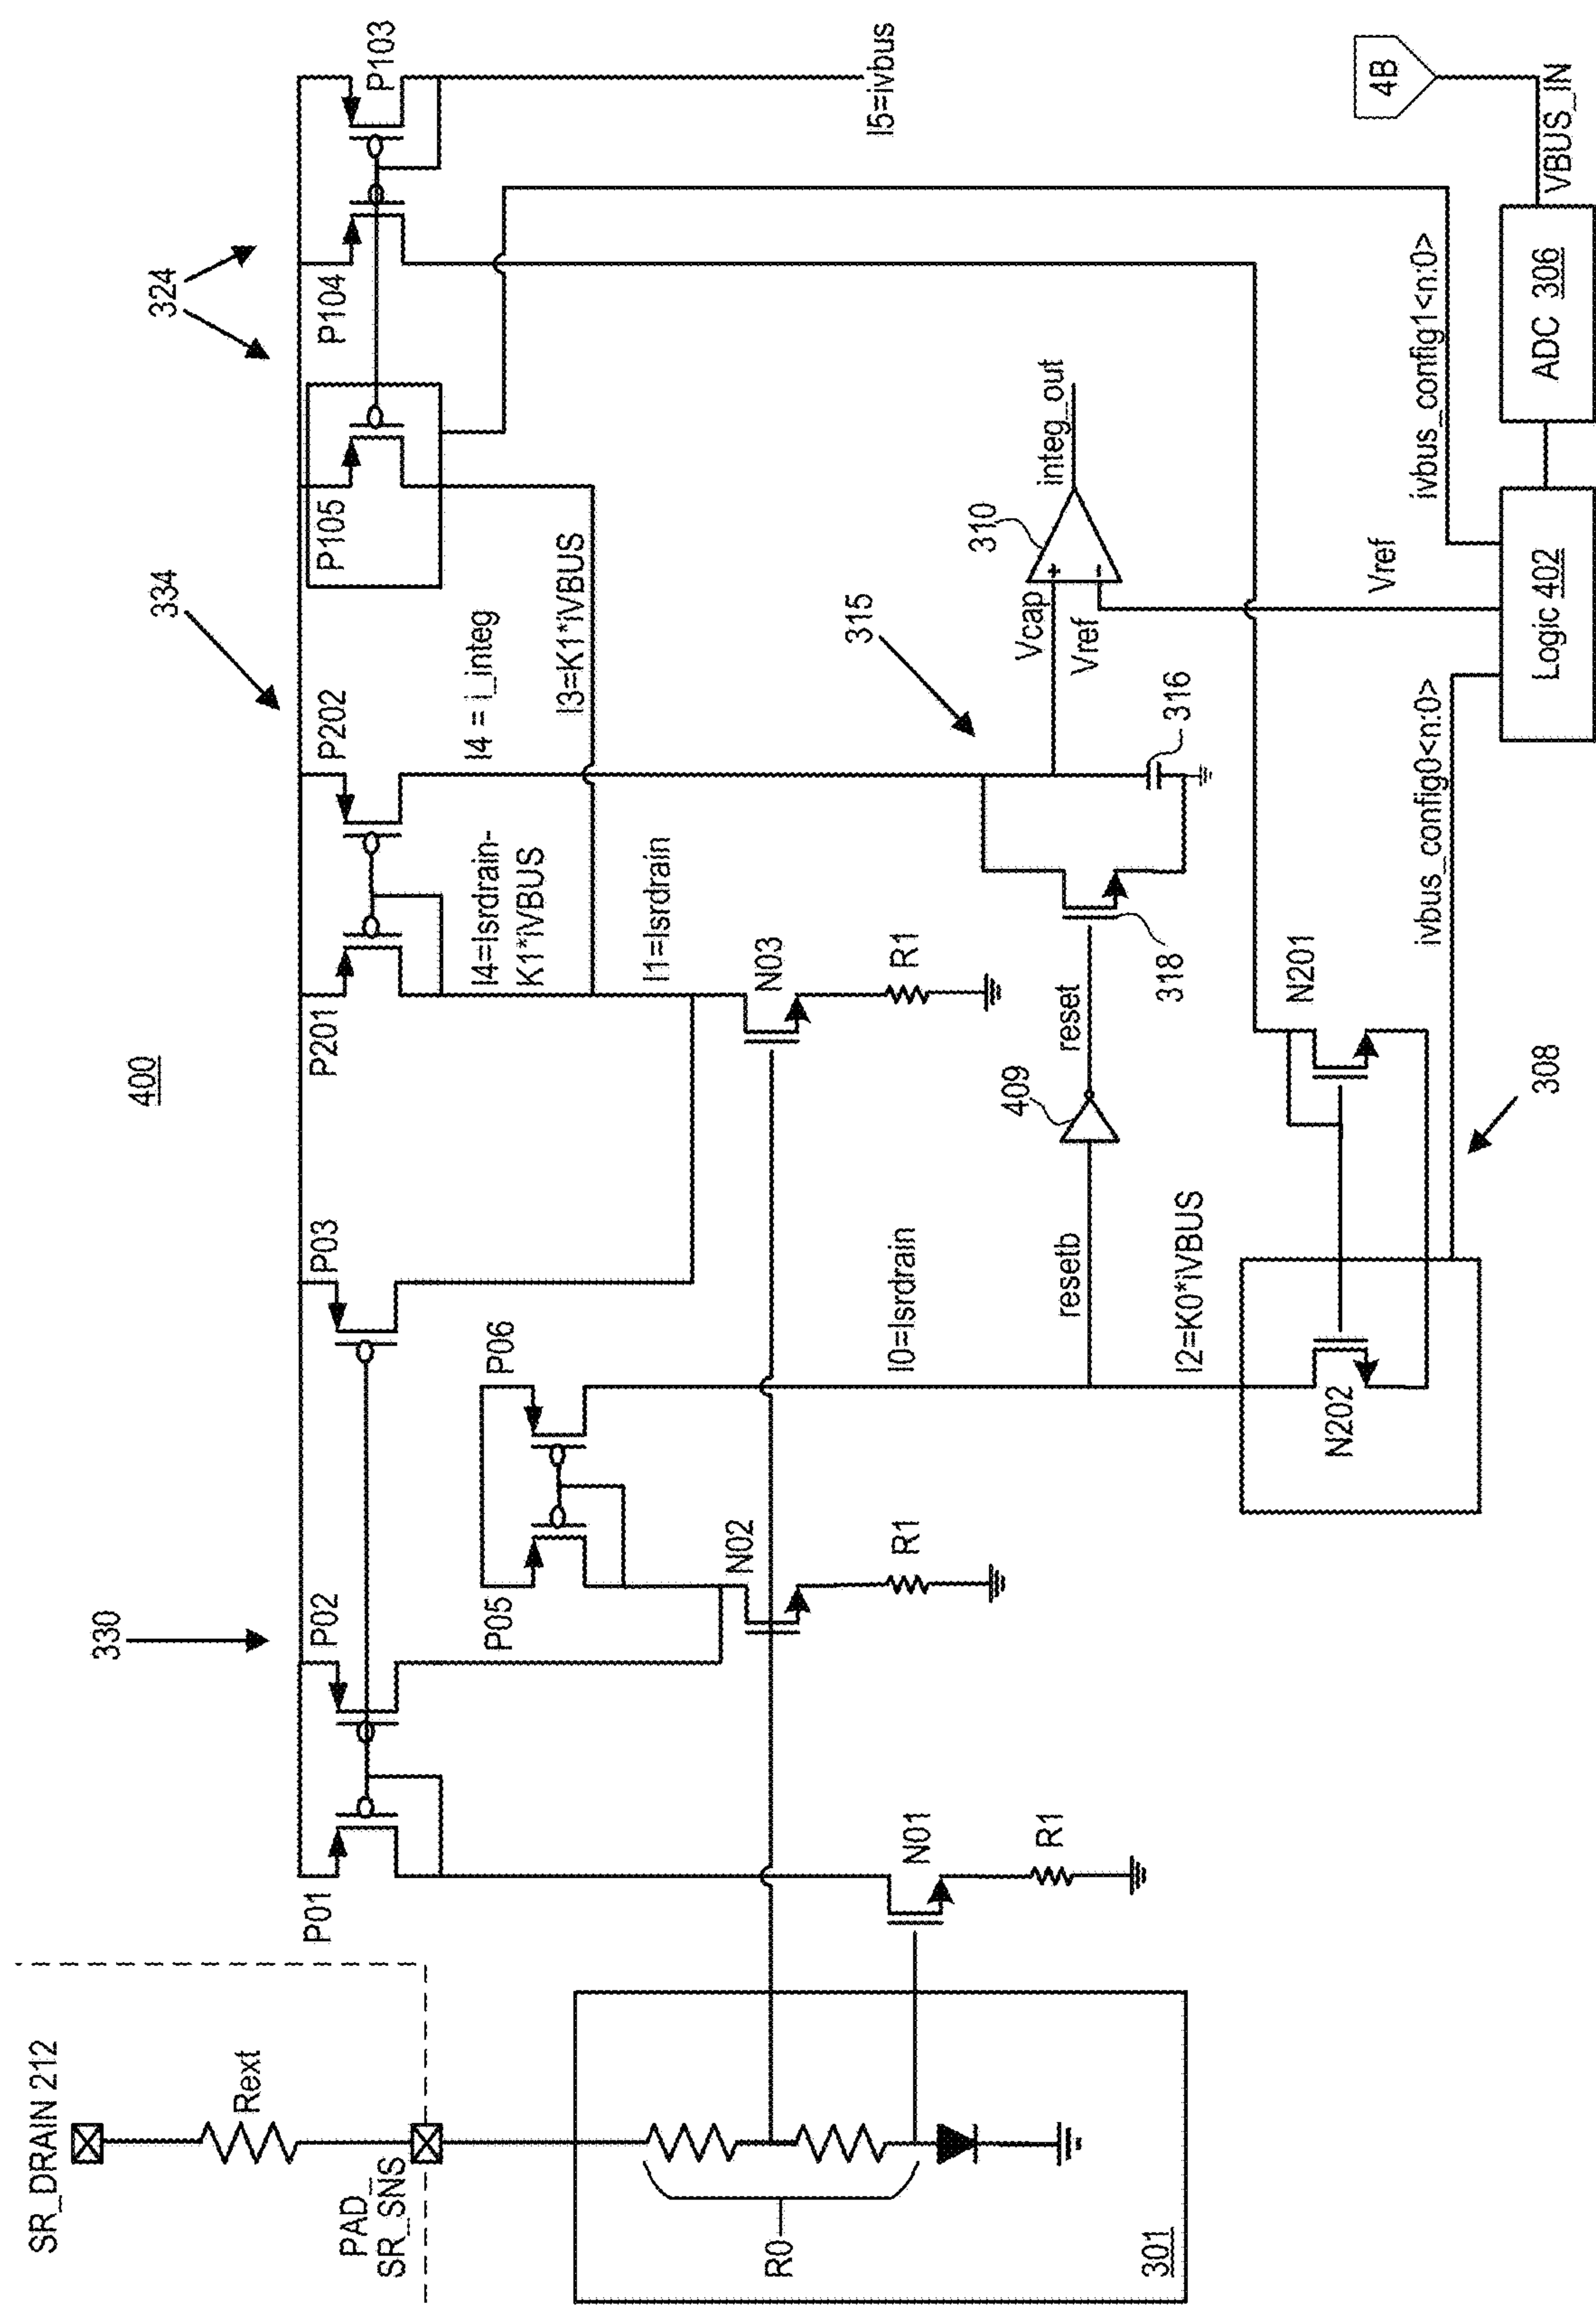 400
SR_DRAIN 212
Rext
PAD_
SR_SNS
R0
301
330
P01
P02
P03
P05
P06
N01
R1
N02
R1
N03
R1
334
P201
P202
I4=Isrdrain-
K1*iVBUS
I4 = i_integ
I3=K1*iVBUS
I1=Isrdrain
324
P105
P104
P103
I5=ivbus
I0=Isrdrain
resetb
409
reset
318
315
316
Vcap
Vref
310
integ_out
I2=K0*iVBUS
N202
N201
308
ivbus_config0<n:0>
Vref
ivbus_config1<n:0>
Logic 402
ADC 306
VBUS_IN
4B
+
-